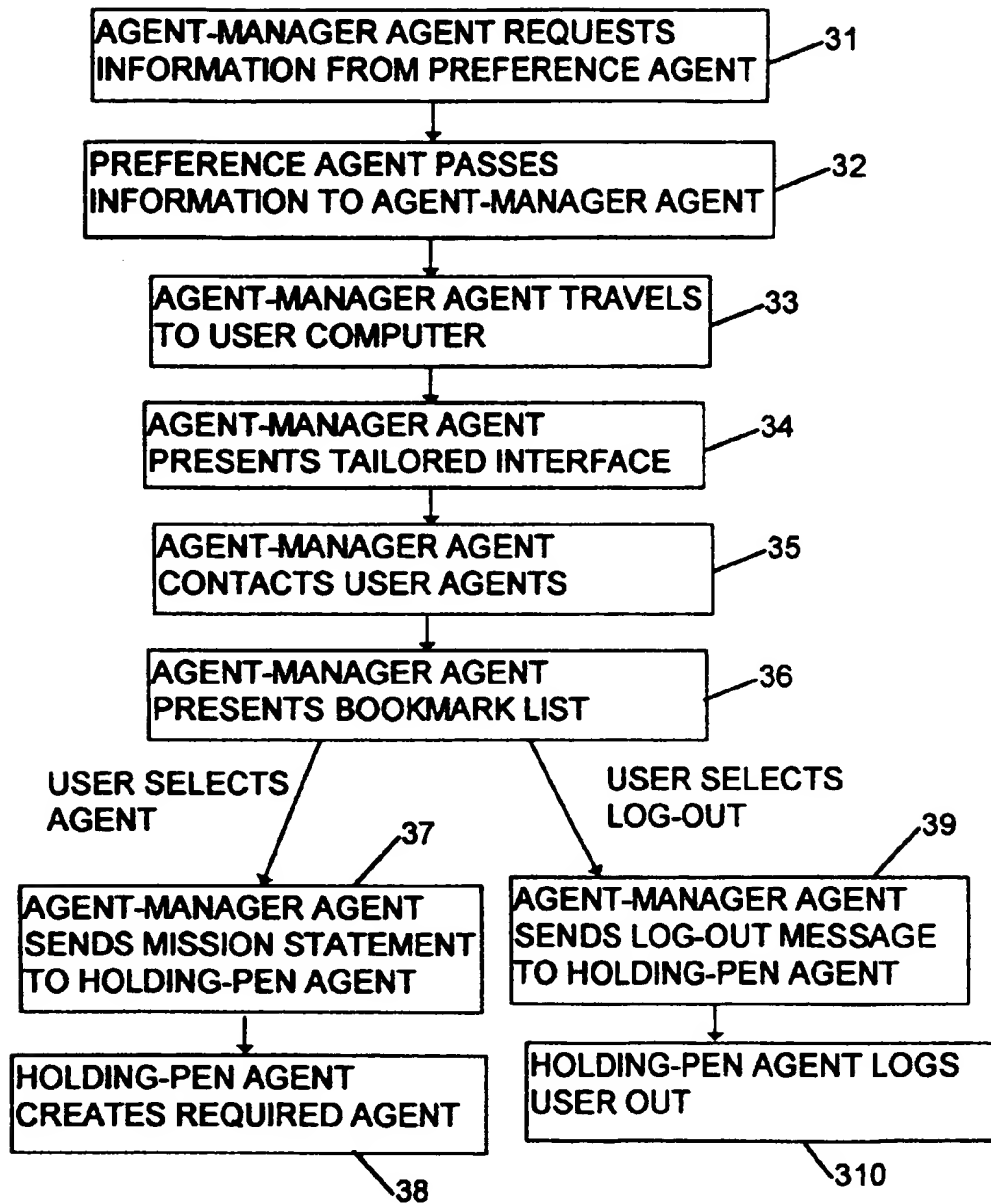 AGENT-MANAGER AGENT REQUESTS
INFORMATION FROM PREFERENCE AGENT
31
PREFERENCE AGENT PASSES
INFORMATION TO AGENT-MANAGER AGENT
32
AGENT-MANAGER AGENT TRAVELS
TO USER COMPUTER
33
AGENT-MANAGER AGENT
PRESENTS TAILORED INTERFACE
34
AGENT-MANAGER AGENT
CONTACTS USER AGENTS
35
AGENT-MANAGER AGENT
PRESENTS BOOKMARK LIST
36
USER SELECTS
AGENT
USER SELECTS
LOG-OUT
37
AGENT-MANAGER AGENT
SENDS MISSION STATEMENT
TO HOLDING-PEN AGENT
39
AGENT-MANAGER AGENT
SENDS LOG-OUT MESSAGE
TO HOLDING-PEN AGENT
HOLDING-PEN AGENT
CREATES REQUIRED AGENT
38
HOLDING-PEN AGENT LOGS
USER OUT
310